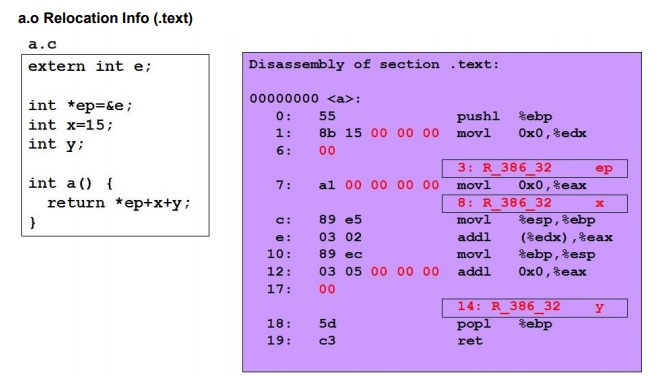 a.o Relocation Info (.text)
a.c
extern int e;
int *ep=&e;
int x=15;
int y;
int a() {
return *ep+x+y;
}
Disassembly of section .text:
00000000 <a>:
0: 55 pushl %ebp
1: 8b 15 00 00 00 movl 0x0,%edx
6: 00
3: R_386_32 ep
7: a1 00 00 00 00 movl 0x0,%eax
8: R_386_32 x
c: 89 e5 movl %esp,%ebp
e: 03 02 addl (%edx),%eax
10: 89 ec movl %ebp,%esp
12: 03 05 00 00 00 addl 0x0,%eax
17: 00
14: R_386_32 y
18: 5d popl %ebp
19: c3 ret